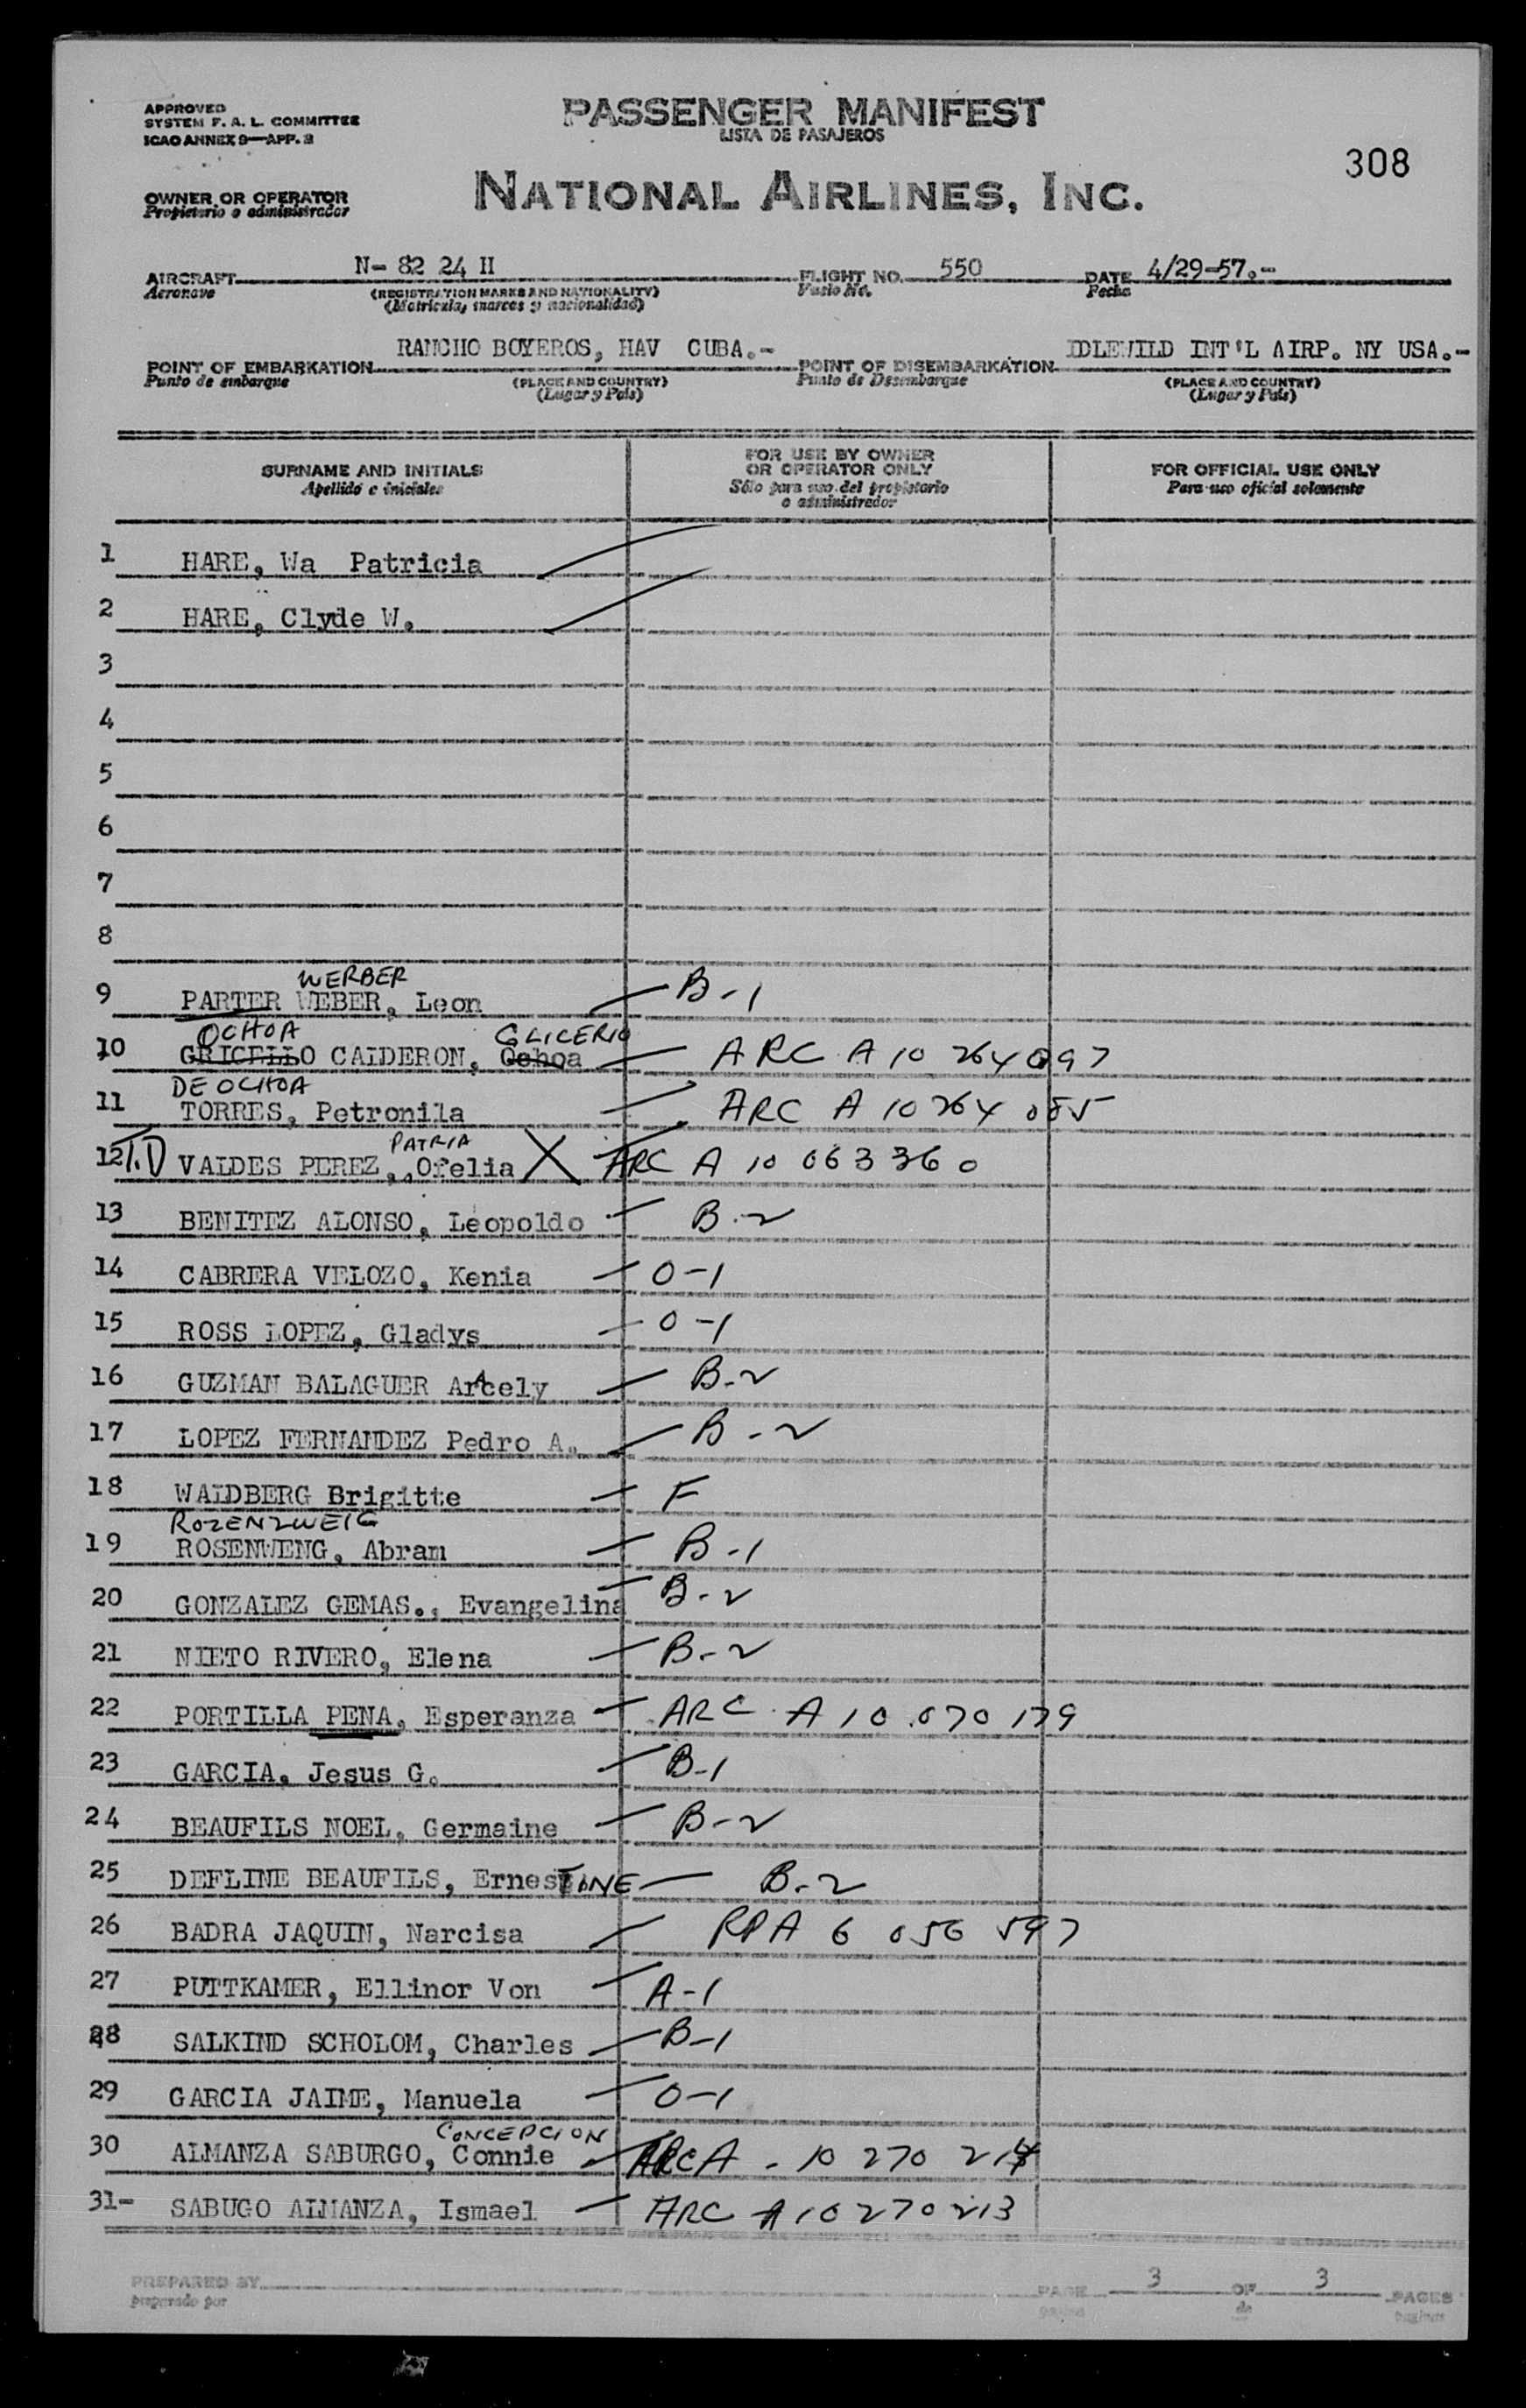 APPROVED
SYSTEM F. A. L. COMMITTEE
ICAO ANNEX 9—APP. 2
PASSENGER MANIFEST
LISTA DE PASAJEROS
308
OWNER OR OPERATOR
Propietario o administrador
NATIONAL AIRLINES, INC.
AIRCRAFT N- 82 24 H FLIGHT NO. 550 DATE 4/29-57.-
Aeronave (REGISTRATION MARKS AND NATIONALITY) Vuelo No. Fecha
(Matricula, marcas y nacionalidad)
POINT OF EMBARKATION RANCHO BOYEROS, HAV CUBA.- POINT OF DISEMBARKATION IDLEWILD INT'L AIRP. NY USA.-
Punto de embarque (PLACE AND COUNTRY) Punto de Desembarque (PLACE AND COUNTRY)
(Lugar y Pais) (Lugar y Pais)
SURNAME AND INITIALS
Apellido e iniciales
FOR USE BY OWNER
OR OPERATOR ONLY
Sólo para uso del propietario
o administrador
FOR OFFICIAL USE ONLY
Para uso oficial solamente
1 HARE, Wa Patricia
2 HARE, Clyde W.
3
4
5
6
7
8
WERBER
9 PARTER WEBER, Leon B-1
OCHOA GLICERIO
10 GRICELLO CALDERON, Ochoa ARC A 10 264 097
DE OCHOA
11 TORRES, Petronila ARC A 10 264 085
PATRIA
12 T.D VALDES PEREZ, Ofelia X ARC A 10 063 360
13 BENITEZ ALONSO, Leopoldo B-2
14 CABRERA VELOZO, Kenia O-1
15 ROSS LOPEZ, Gladys O-1
16 GUZMAN BALAGUER Arcely A B-2
17 LOPEZ FERNANDEZ Pedro A. B-2
18 WALDBERG Brigitte F
ROZENZWEIG
19 ROSENWENG, Abram B-1
20 GONZALEZ GEMAS., Evangelina B-2
21 NIETO RIVERO, Elena B-2
22 PORTILLA PENA, Esperanza ARC A 10 070 179
23 GARCIA, Jesus G. B-1
24 BEAUFILS NOEL, Germaine B-2
25 DEFLINE BEAUFILS, ErnesTINE B-2
26 BADRA JAQUIN, Narcisa RPA 6 056 597
27 PUTTKAMER, Ellinor Von A-1
28 SALKIND SCHOLOM, Charles B-1
29 GARCIA JAIME, Manuela O-1
CONCEPCION
30 ALMANZA SABURGO, Connie ARC A - 10 270 214
31- SABUGO ALMANZA, Ismael ARC A 10 270 213
PREPARED BY PAGE 3 OF 3 PAGES
preparado por pagina de paginas